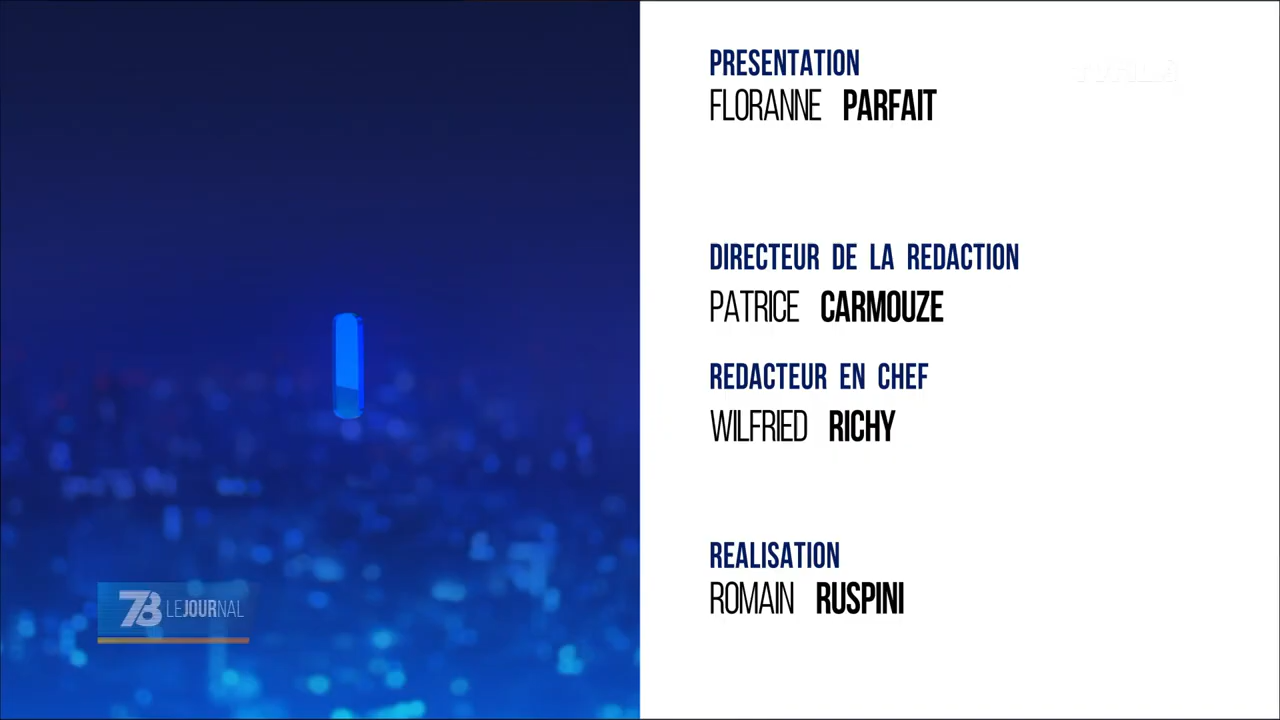 PRESENTATION
FLORANNE PARFAIT
DIRECTEUR DE LA REDACTION
PATRICE CARMOUZE
REDACTEUR EN CHEF
WILFRIED RICHY
REALISATION
ROMAIN RUSPINI
78 LEJOURNAL